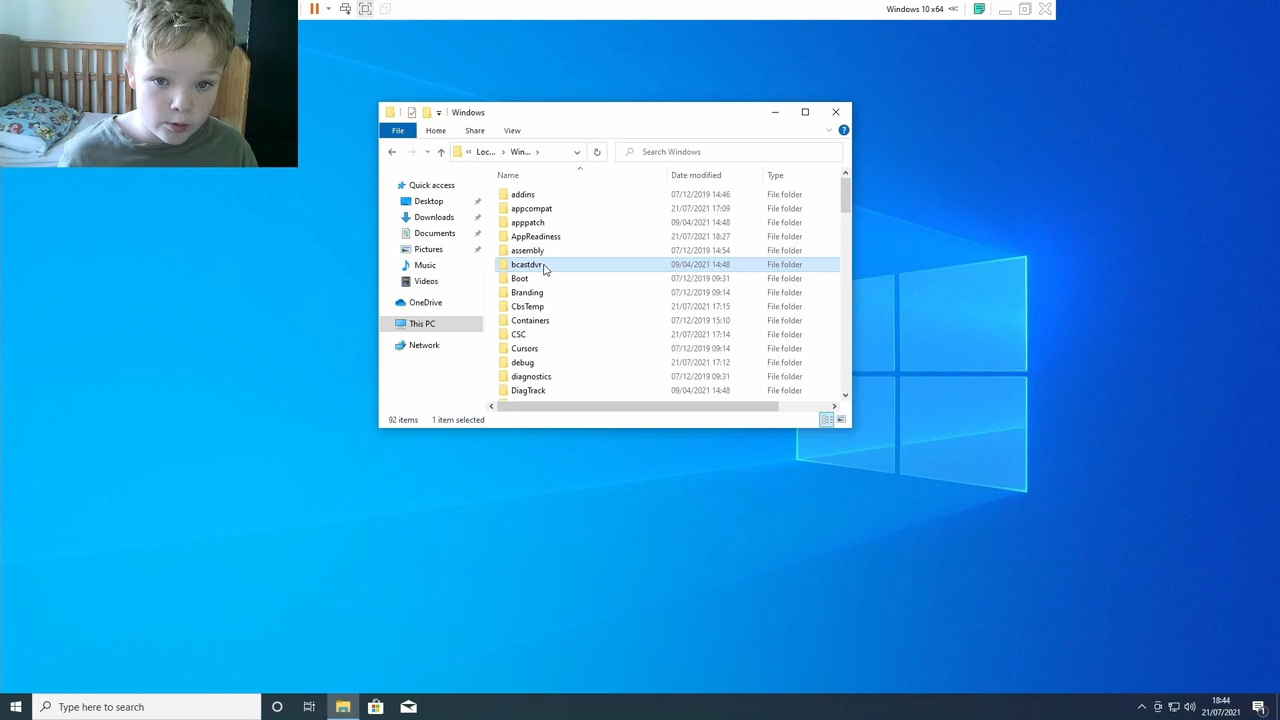 Windows 10 x64
Windows
File
Home
Share
View
Loc...
Win...
Search Windows
Name
Date modified
Type
Quick access
Desktop
Downloads
Documents
Pictures
Music
Videos
OneDrive
This PC
Network
addins 07/12/2019 14:46 File folder
appcompat 21/07/2021 17:09 File folder
apppatch 09/04/2021 14:48 File folder
AppReadiness 21/07/2021 18:27 File folder
assembly 07/12/2019 14:54 File folder
bcastdvr 09/04/2021 14:48 File folder
Boot 07/12/2019 09:31 File folder
Branding 07/12/2019 09:14 File folder
CbsTemp 21/07/2021 17:15 File folder
Containers 07/12/2019 15:10 File folder
CSC 21/07/2021 17:14 File folder
Cursors 07/12/2019 09:14 File folder
debug 21/07/2021 17:12 File folder
diagnostics 07/12/2019 09:31 File folder
DiagTrack 09/04/2021 14:48 File folder
92 items 1 item selected
Type here to search
18:44
21/07/2021
1